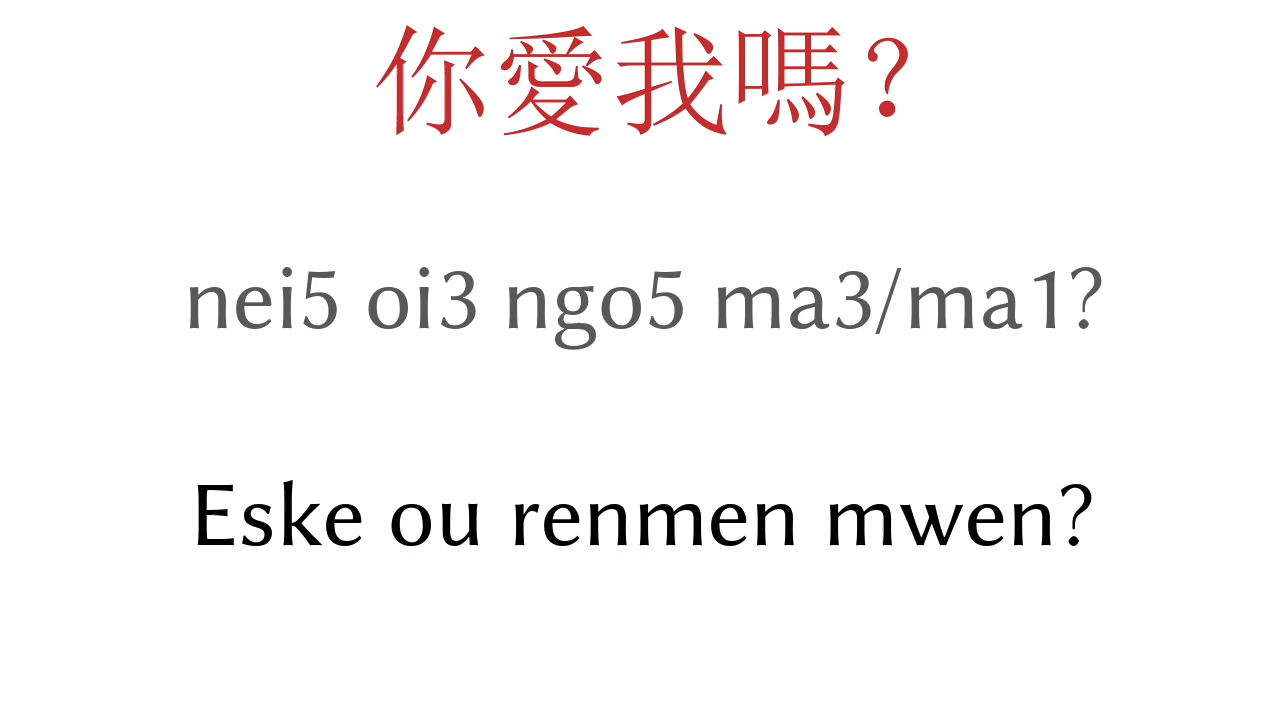 你愛我嗎？
nei5 oi3 ngo5 ma3/ma1?
Eske ou renmen mwen?